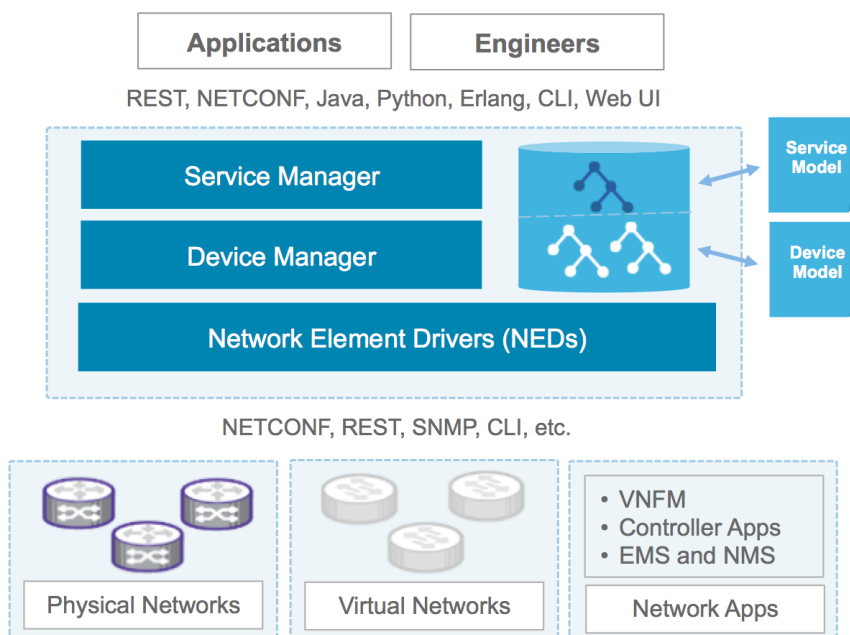 Applications
Engineers
REST, NETCONF, Java, Python, Erlang, CLI, Web UI
Service Manager
Device Manager
Network Element Drivers (NEDs)
Service
Model
Device
Model
NETCONF, REST, SNMP, CLI, etc.
Physical Networks
Virtual Networks
• VNFM
• Controller Apps
• EMS and NMS
Network Apps